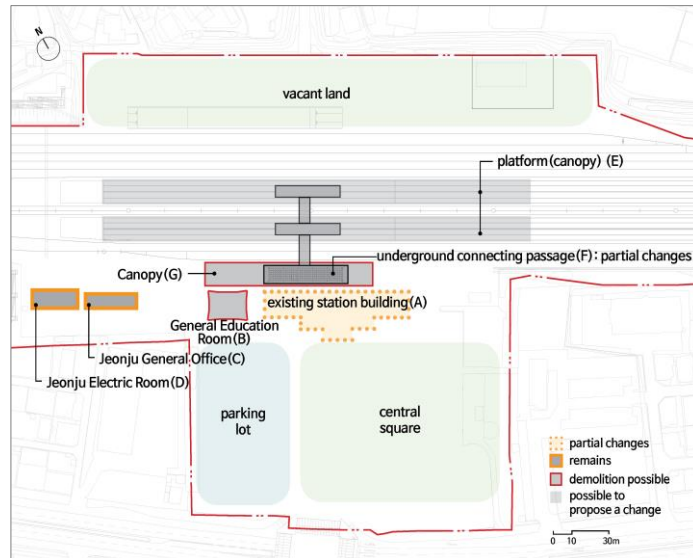 N
vacant land
platform(canopy) (E)
underground connecting passage(F): partial changes
Canopy(G)
existing station building(A)
General Education
Room(B)
Jeonju General Office(C)
Jeonju Electric Room(D)
parking
lot
central
square
partial changes
remains
demolition possible
possible to
propose a change
0 10 30m